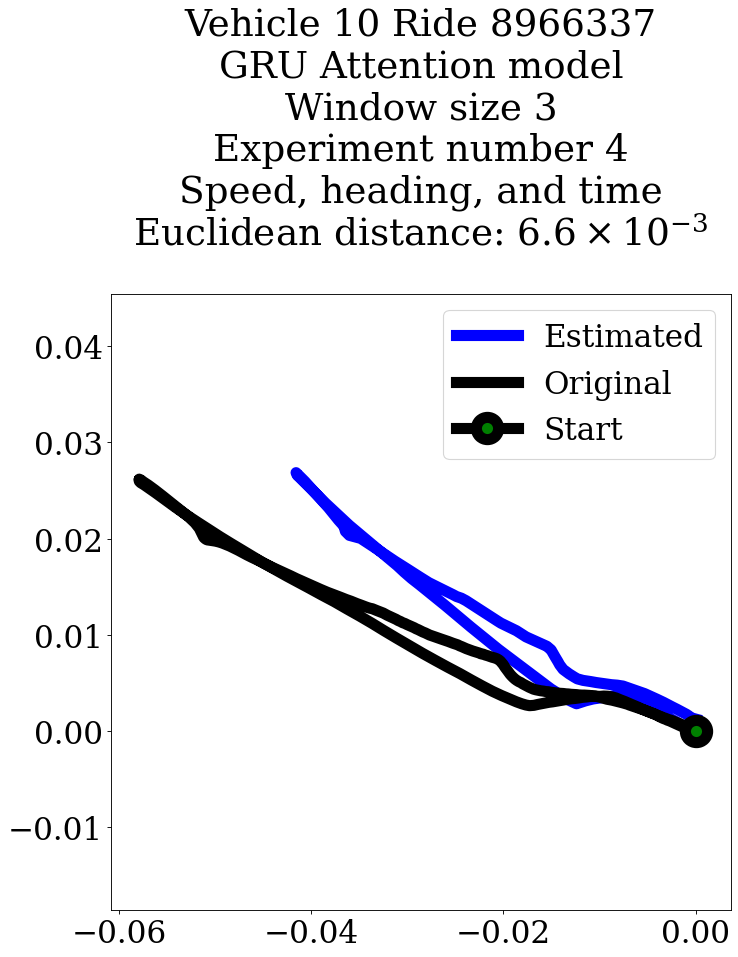 Vehicle 10 Ride 8966337
GRU Attention model
Window size 3
Experiment number 4
Speed, heading, and time
Euclidean distance: 6.6 × 10⁻³
Estimated
Original
Start
0.04
0.03
0.02
0.01
0.00
−0.01
−0.06
−0.04
−0.02
0.00